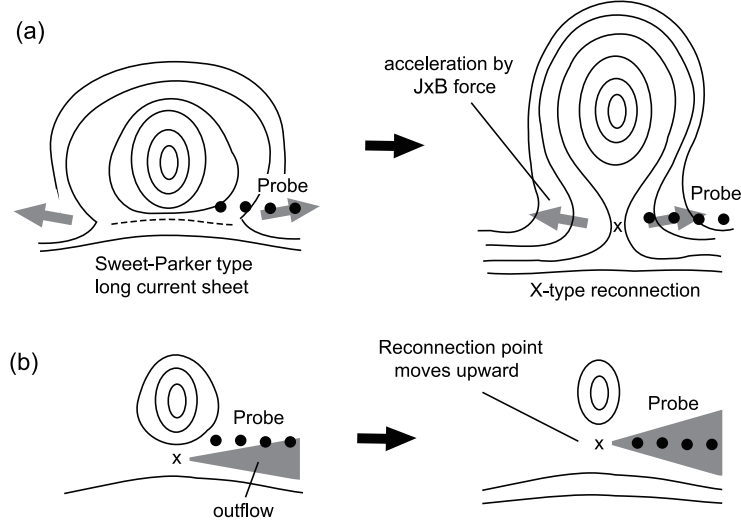 (a)
acceleration by
JxB force
Probe
Probe
x
Sweet-Parker type
long current sheet
X-type reconnection
(b)
Reconnection point
moves upward
Probe
Probe
x
x
outflow